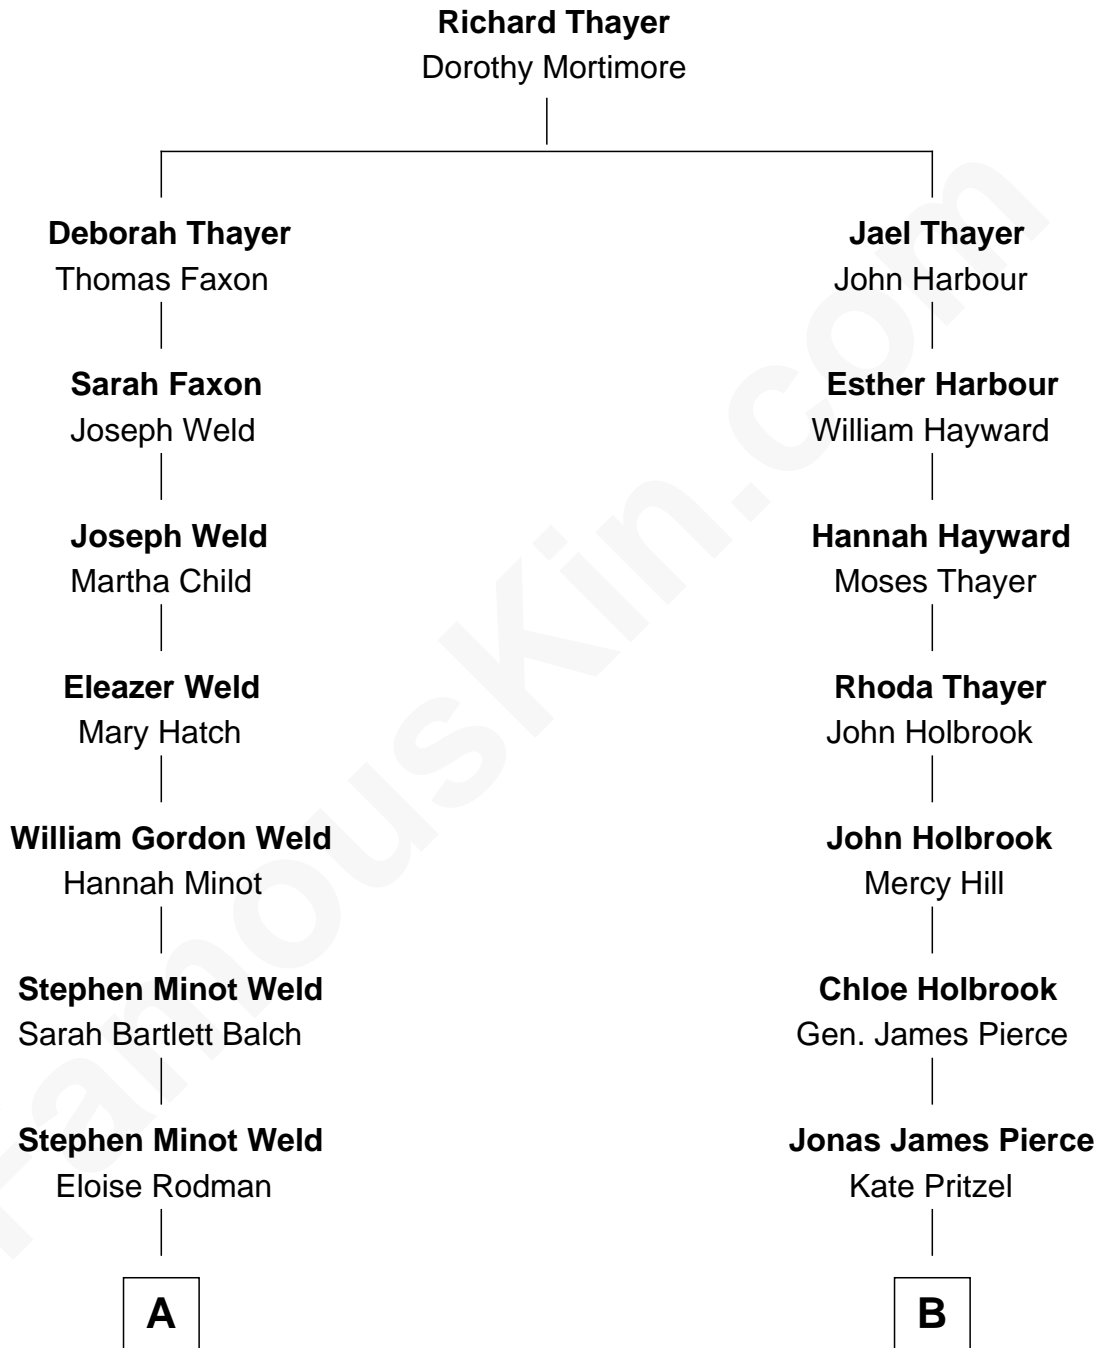 Richard Thayer
Dorothy Mortimore
Deborah Thayer
Thomas Faxon
Jael Thayer
John Harbour
Sarah Faxon
Joseph Weld
Esther Harbour
William Hayward
Joseph Weld
Martha Child
Hannah Hayward
Moses Thayer
Eleazer Weld
Mary Hatch
Rhoda Thayer
John Holbrook
William Gordon Weld
Hannah Minot
John Holbrook
Mercy Hill
Stephen Minot Weld
Sarah Bartlett Balch
Chloe Holbrook
Gen. James Pierce
Stephen Minot Weld
Eloise Rodman
Jonas James Pierce
Kate Pritzel
A
B
FamousKin.com